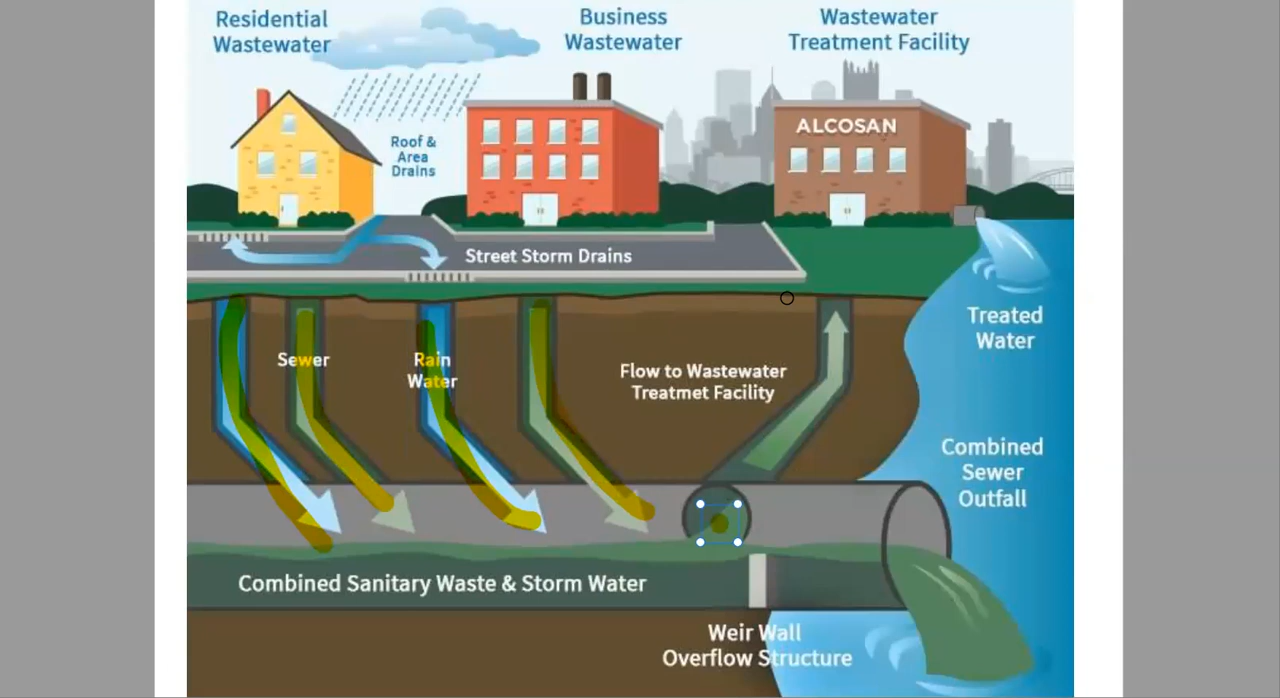 Residential
Wastewater
Business
Wastewater
Wastewater
Treatment Facility
ALCOSAN
Roof &
Area
Drains
Street Storm Drains
Treated
Water
Sewer
Rain
Water
Flow to Wastewater
Treatmet Facility
Combined
Sewer
Outfall
Combined Sanitary Waste & Storm Water
Weir Wall
Overflow Structure